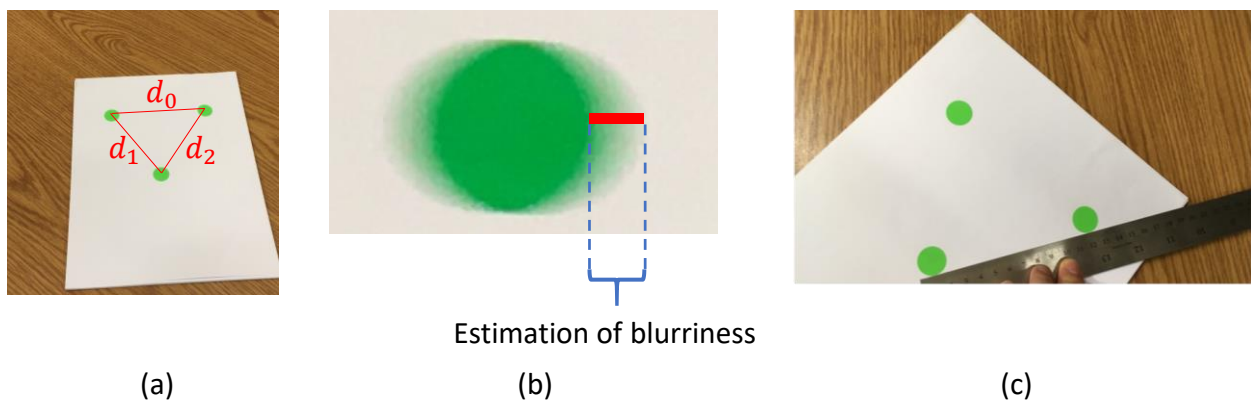 d₀
d₁ d₂
Estimation of blurriness
(a) (b) (c)